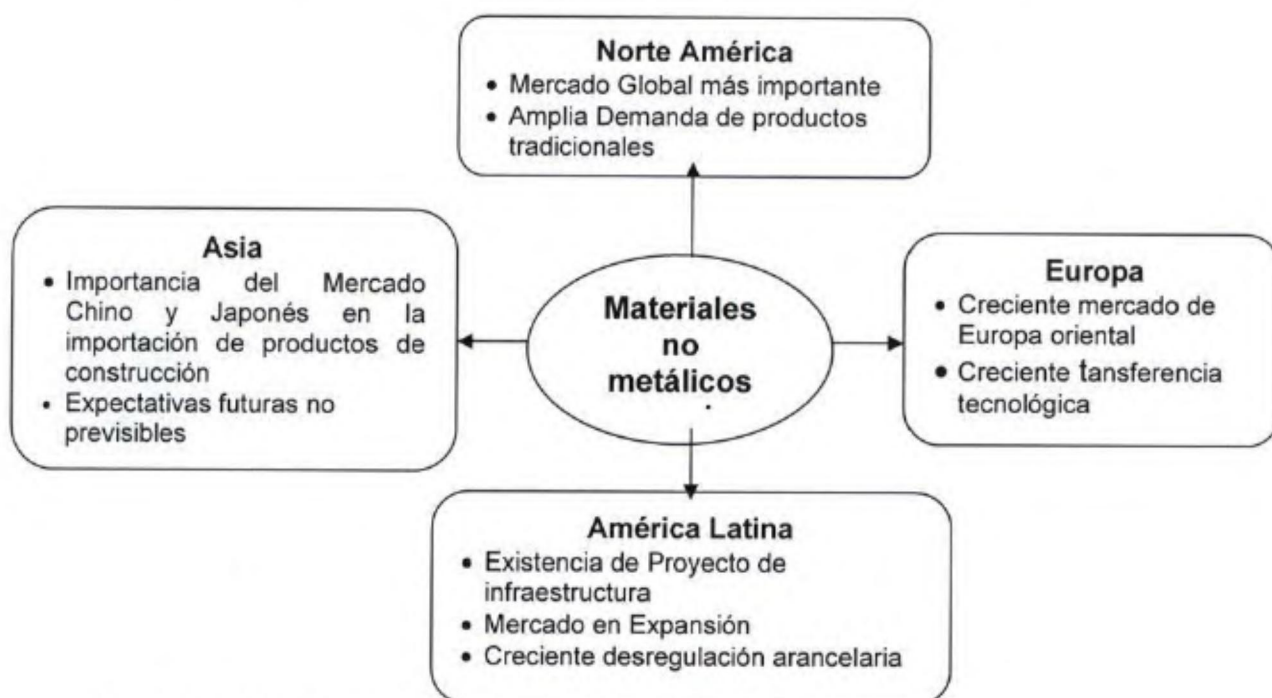 Norte América
• Mercado Global más importante
• Amplia Demanda de productos
tradicionales
Asia
• Importancia del Mercado
Chino y Japonés en la
importación de productos de
construcción
• Expectativas futuras no
previsibles
Materiales
no
metálicos
Europa
• Creciente mercado de
Europa oriental
• Creciente tansferencia
tecnológica
América Latina
• Existencia de Proyecto de
infraestructura
• Mercado en Expansión
• Creciente desregulación arancelaria